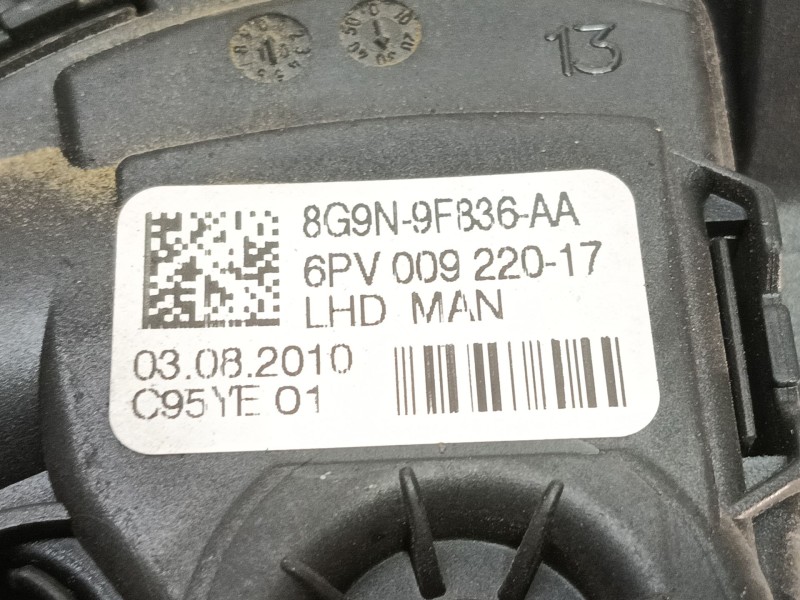 13
8G9N-9F836-AA
6PV 009 220-17
LHD MAN
03.08.2010
C95YE 01